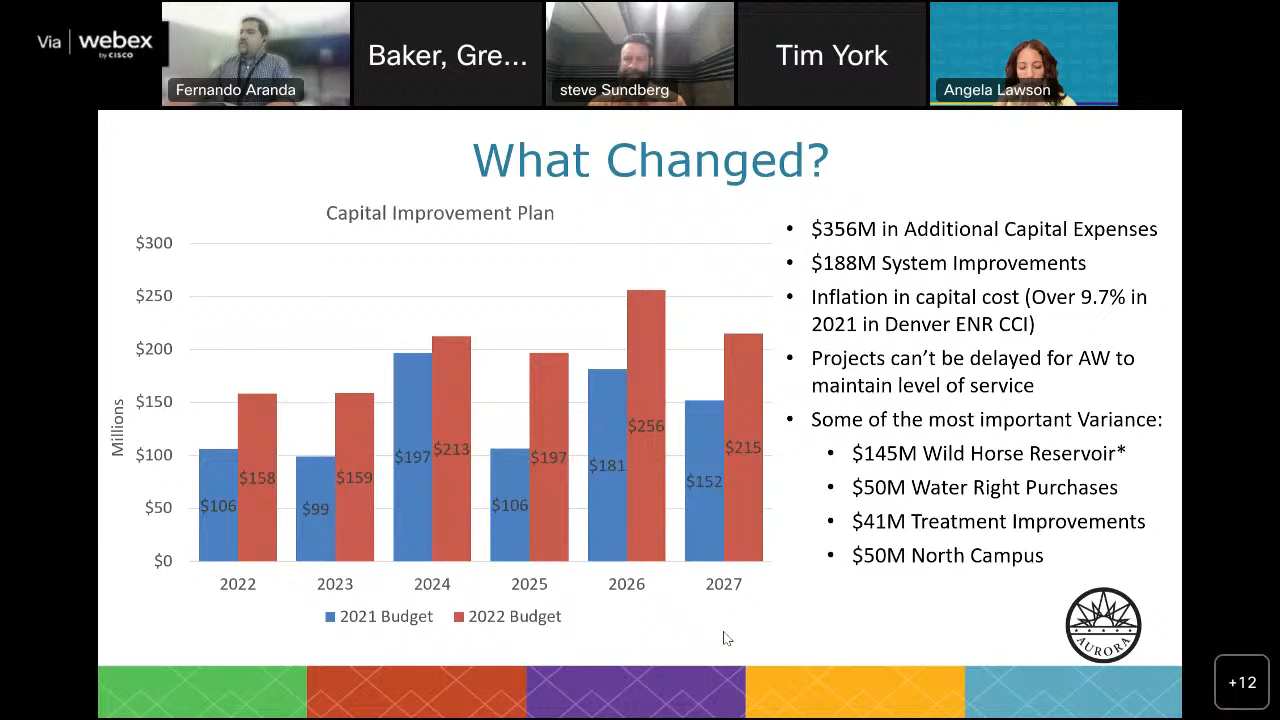 Via | webex
by CISCO
Fernando Aranda
Baker, Gre...
steve Sundberg
Tim York
Angela Lawson
What Changed?
Capital Improvement Plan
$300
$250
$200
$150
$100
$50
$0
Millions
$106
$158
$99
$159
$197
$213
$106
$197
$181
$256
$152
$215
2022
2023
2024
2025
2026
2027
2021 Budget
2022 Budget
• $356M in Additional Capital Expenses
• $188M System Improvements
• Inflation in capital cost (Over 9.7% in
2021 in Denver ENR CCI)
• Projects can’t be delayed for AW to
maintain level of service
• Some of the most important Variance:
• $145M Wild Horse Reservoir*
• $50M Water Right Purchases
• $41M Treatment Improvements
• $50M North Campus
AURORA
+12